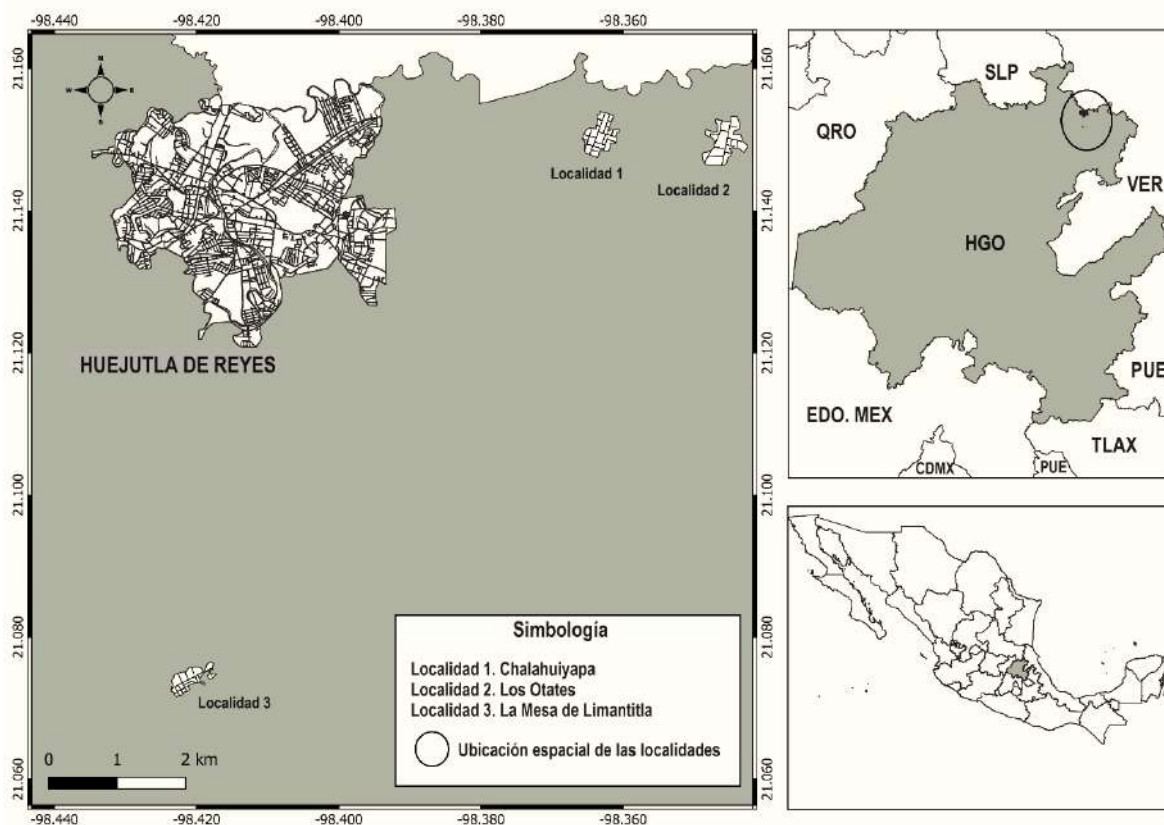 -98.440 -98.420 -98.400 -98.380 -98.360
21.160
21.140
21.120
21.100
21.080
21.060
N
W E
S
Localidad 1
Localidad 2
HUEJUTLA DE REYES
Localidad 3
0 1 2 km
Simbología
Localidad 1. Chalahuiyapa
Localidad 2. Los Otates
Localidad 3. La Mesa de Limantitla
Ubicación espacial de las localidades
-98.440 -98.420 -98.400 -98.380 -98.360
21.160
21.140
21.120
21.100
21.080
21.060
SLP
QRO
VER
HGO
PUE
EDO. MEX
TLAX
CDMX
PUE